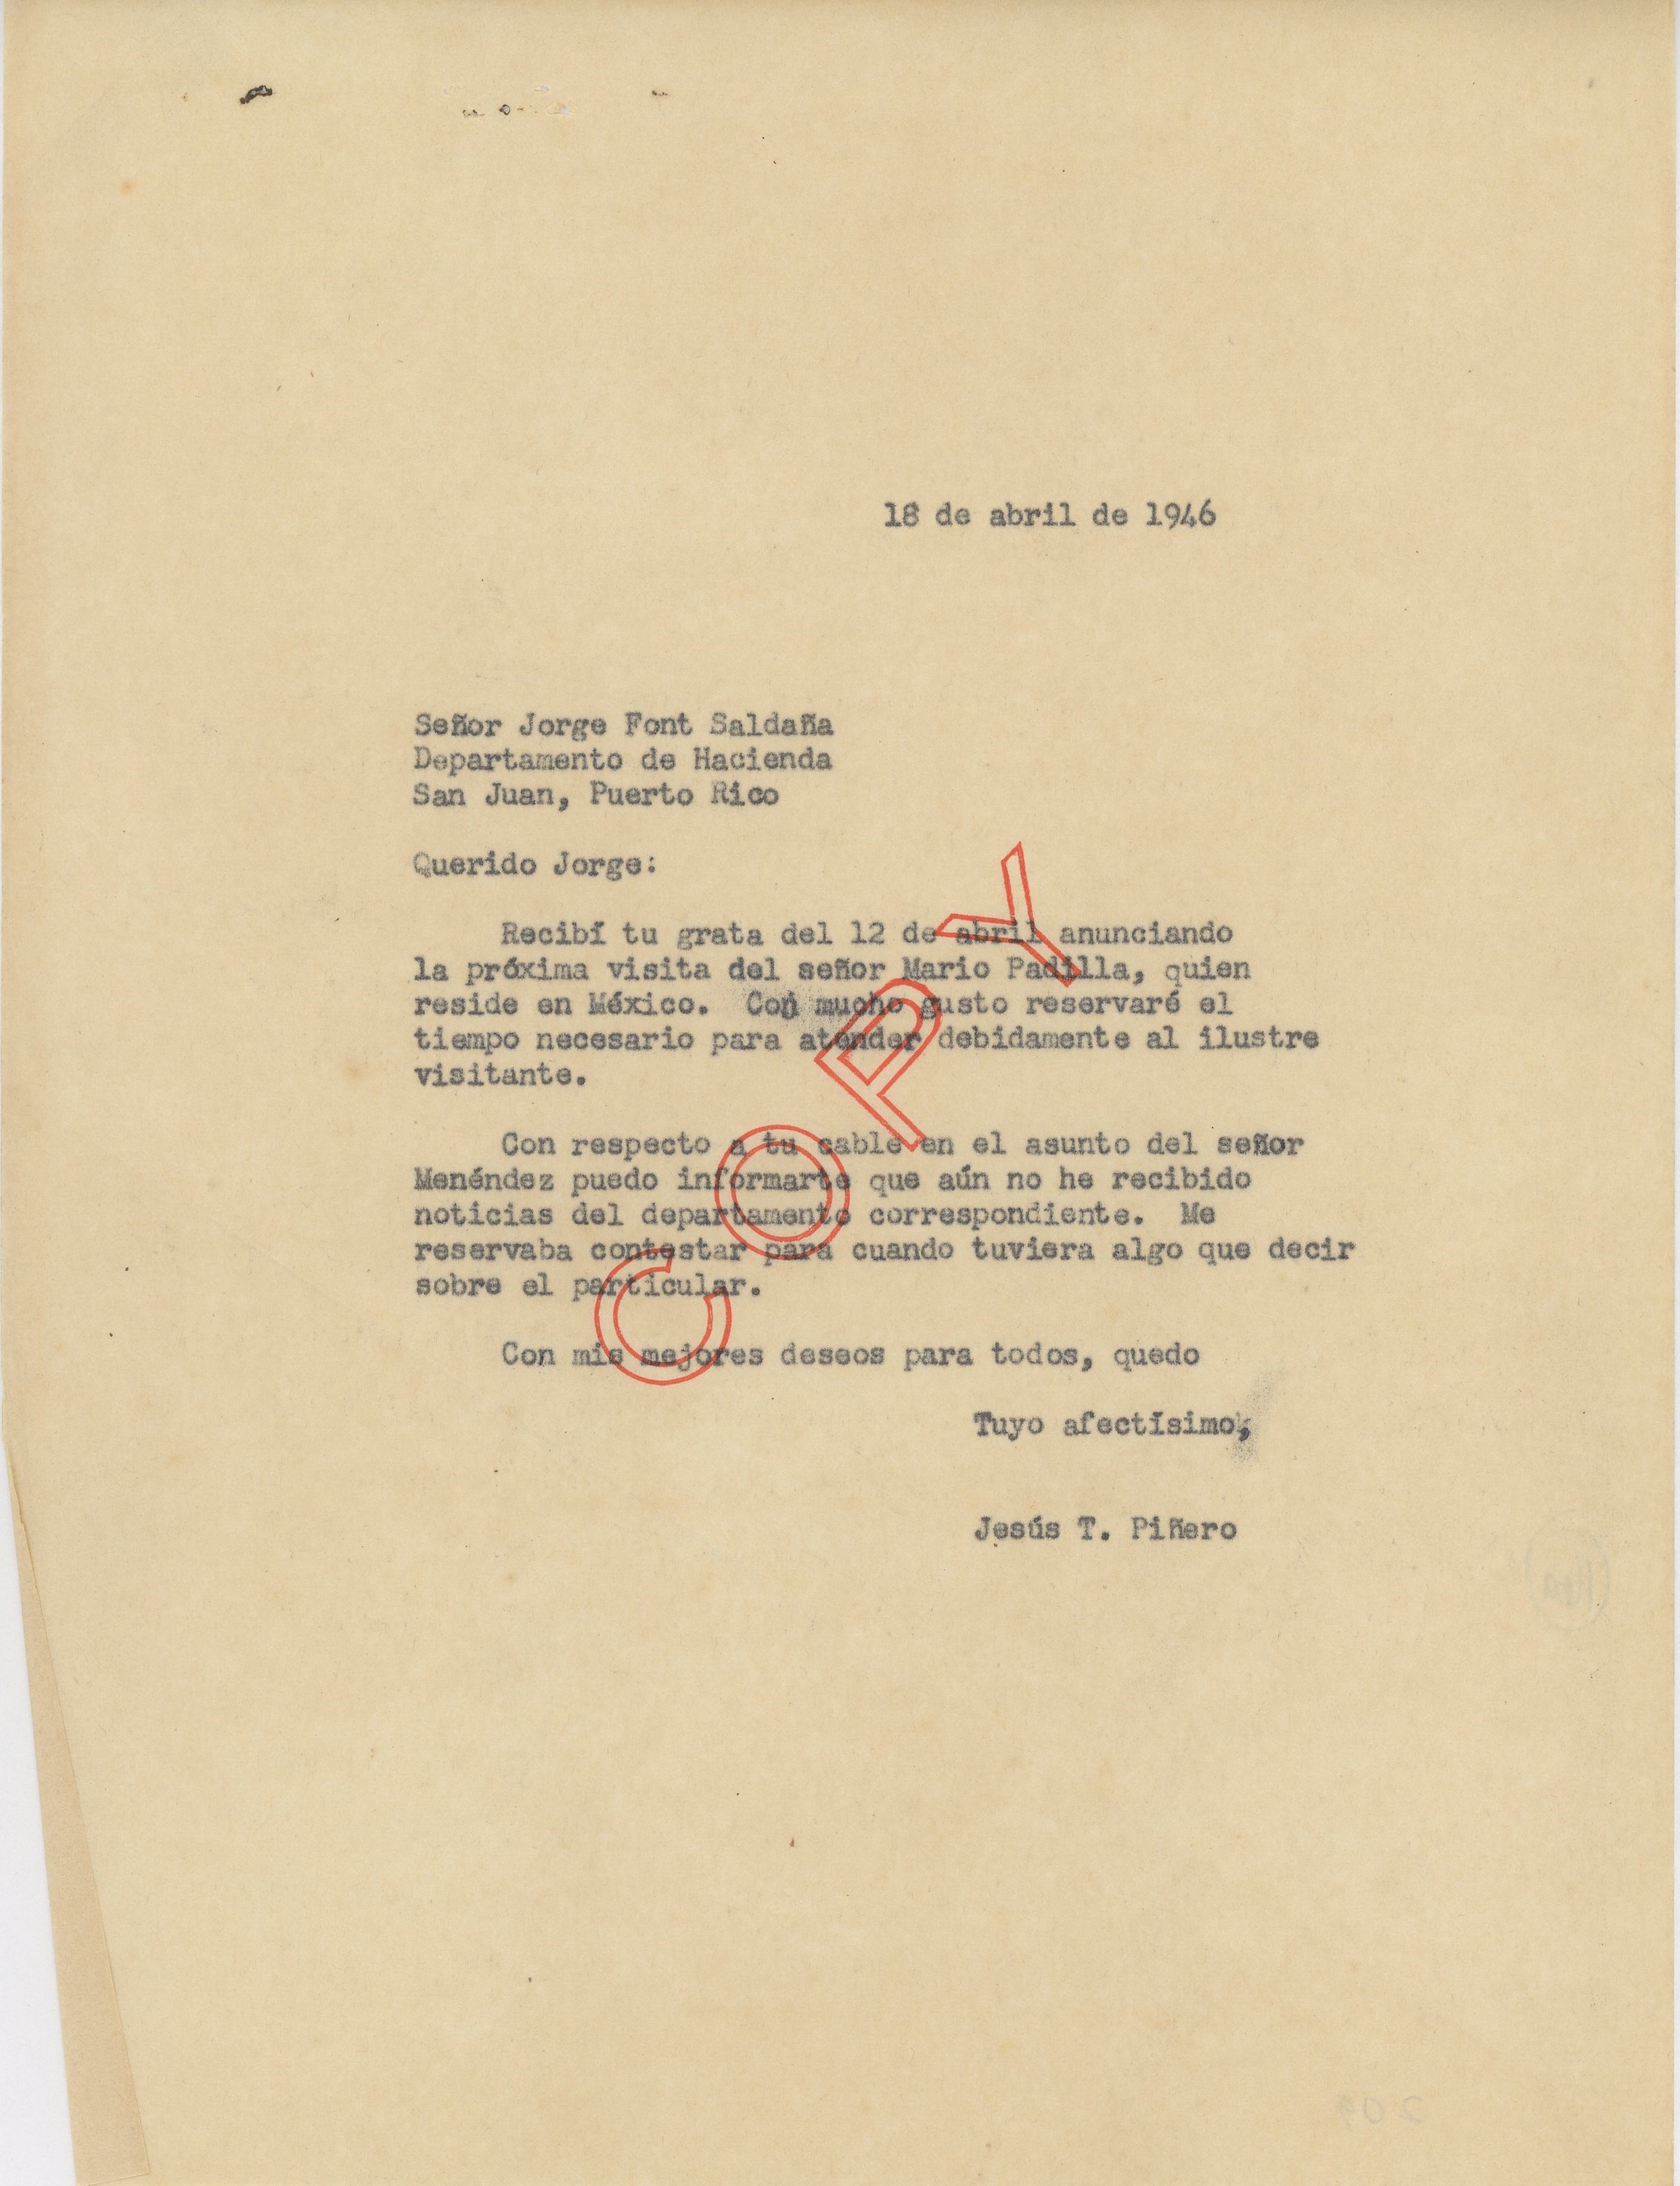 18 de abril de 1946
Señor Jorge Font Saldaña
Departamento de Hacienda
San Juan, Puerto Rico
Querido Jorge:
Recibí tu grata del 12 de abril anunciando
la próxima visita del señor Mario Padilla, quien
reside en México. Con mucho gusto reservaré el
tiempo necesario para atender debidamente al ilustre
visitante.
Con respecto a tu cable en el asunto del señor
Menéndez puedo informarte que aún no he recibido
noticias del departamento correspondiente. Me
reservaba contestar para cuando tuviera algo que decir
sobre el particular.
Con mis mejores deseos para todos, quedo
Tuyo afectísimo,
Jesús T. Piñero
COPY